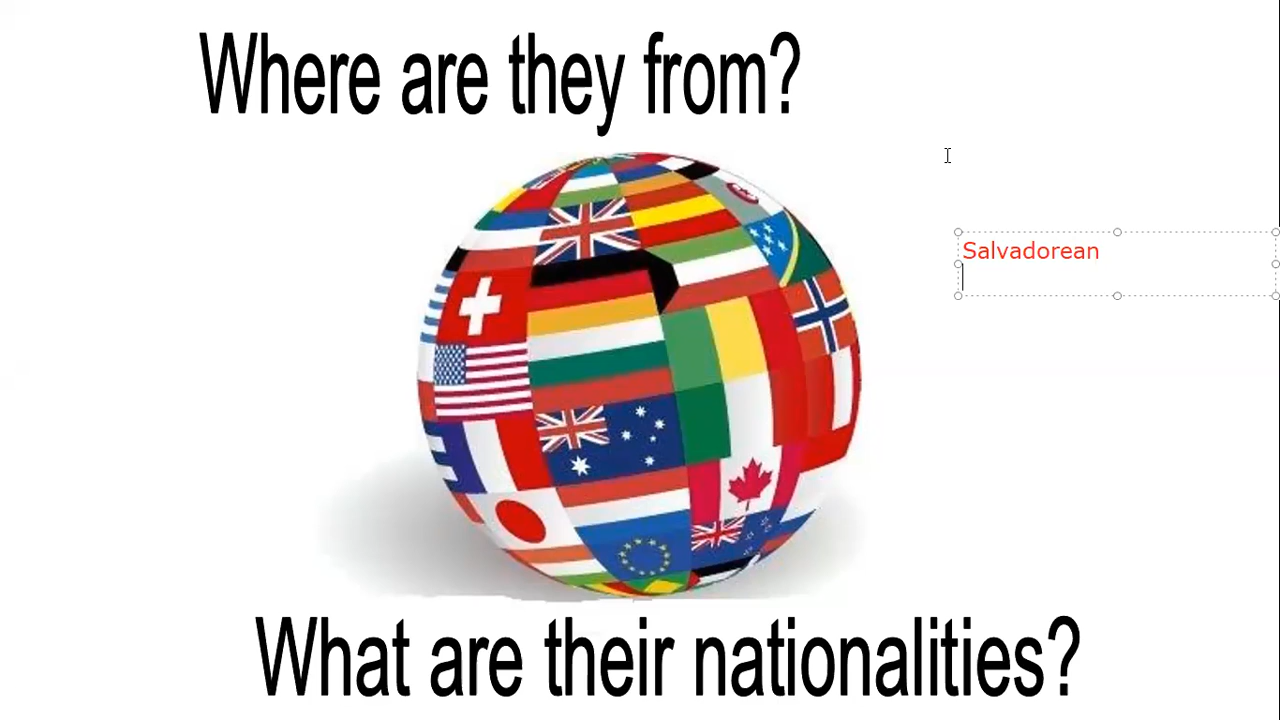 Where are they from?
Salvadorean
What are their nationalities?